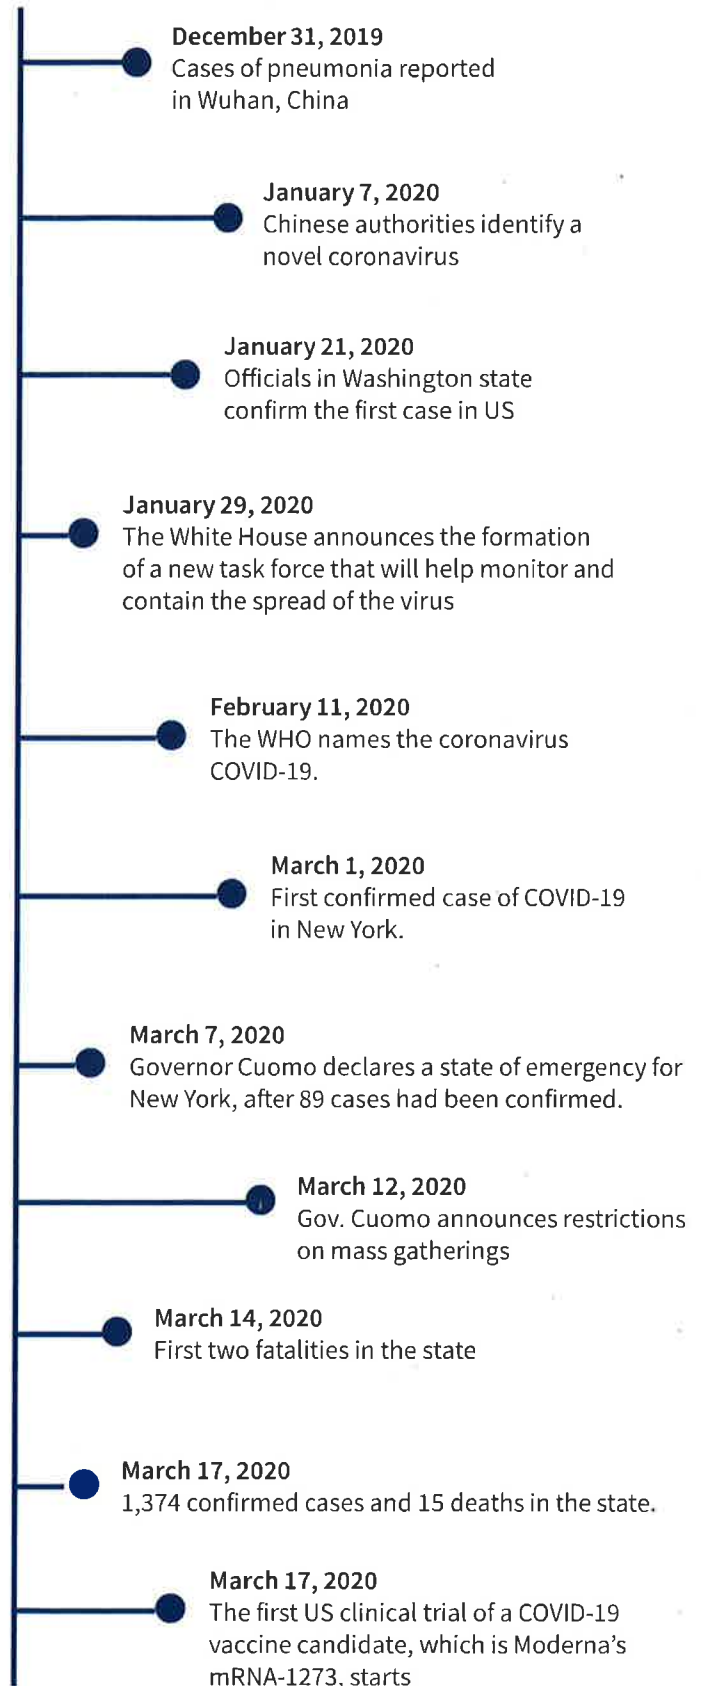 December 31, 2019
Cases of pneumonia reported
in Wuhan, China
January 7, 2020
Chinese authorities identify a
novel coronavirus
January 21, 2020
Officials in Washington state
confirm the first case in US
January 29, 2020
The White House announces the formation
of a new task force that will help monitor and
contain the spread of the virus
February 11, 2020
The WHO names the coronavirus
COVID-19.
March 1, 2020
First confirmed case of COVID-19
in New York.
March 7, 2020
Governor Cuomo declares a state of emergency for
New York, after 89 cases had been confirmed.
March 12, 2020
Gov. Cuomo announces restrictions
on mass gatherings
March 14, 2020
First two fatalities in the state
March 17, 2020
1,374 confirmed cases and 15 deaths in the state.
March 17, 2020
The first US clinical trial of a COVID-19
vaccine candidate, which is Moderna's
mRNA-1273, starts